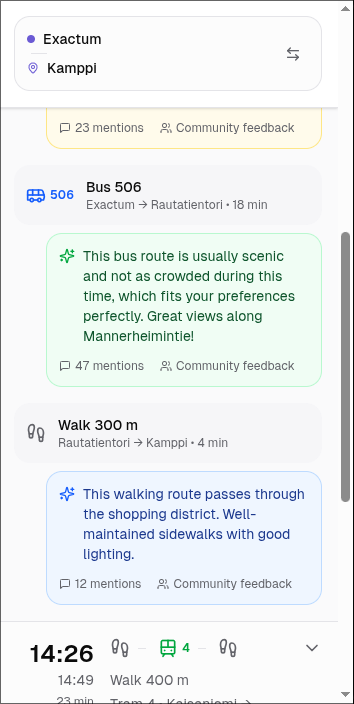 Exactum
Kamppi
23 mentions Community feedback
506 Bus 506
Exactum → Rautatientori • 18 min
This bus route is usually scenic
and not as crowded during this
time, which fits your preferences
perfectly. Great views along
Mannerheimintie!
47 mentions Community feedback
Walk 300 m
Rautatientori → Kamppi • 4 min
This walking route passes through
the shopping district. Well-
maintained sidewalks with good
lighting.
12 mentions Community feedback
14:26 4
14:49 Walk 400 m
23 min Tram 4 • Kaisaniemi →